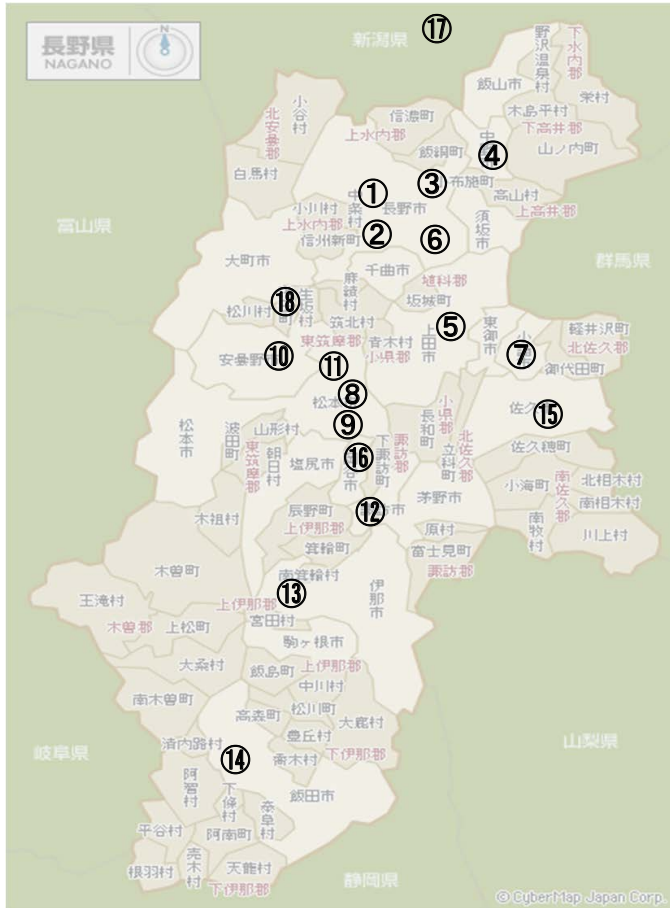 長野県
NAGANO
N
新潟県
⑰
野沢温泉村
下水内郡
飯山市
栄村
小谷村
北安曇郡
信濃町
木島平村
上水内郡
下高井郡
飯綱町
④
山ノ内町
白馬村
①
③
布施町
高山村
小川村
中条村
長野市
須坂市
上高井郡
上水内郡
信州新町
②
⑥
富山県
大町市
千曲市
群馬県
埴科郡
麻績村
坂城町
⑱
松川村
筑北村
⑤
上田市
東御市
軽井沢町
東筑摩郡
青木村
小県郡
北佐久郡
安曇野
⑩
⑪
⑦
御代田町
⑧
松本
佐久
⑮
松本市
波田町
山形村
⑨
下諏訪町
諏訪郡
長和町
小県郡
立科町
北佐久郡
佐久穂町
東筑摩郡
朝日村
塩尻市
⑯
小海町
南佐久郡
北相木村
南相木村
茅野市
木祖村
辰野町
⑫
上伊那郡
原村
南牧村
川上村
箕輪町
富士見町
木曽町
南箕輪村
諏訪郡
⑬
伊那市
王滝村
上伊那郡
宮田村
木曽郡
上松町
駒ヶ根市
大桑村
飯島町
上伊那郡
中川村
南木曽町
高森町
松川町
大鹿村
清内路村
豊丘村
下伊那郡
山梨県
岐阜県
⑭
喬木村
阿智村
下條村
飯田市
泰阜村
平谷村
阿南町
売木村
根羽村
天龍村
下伊那郡
静岡県
© CyberMap Japan Corp.